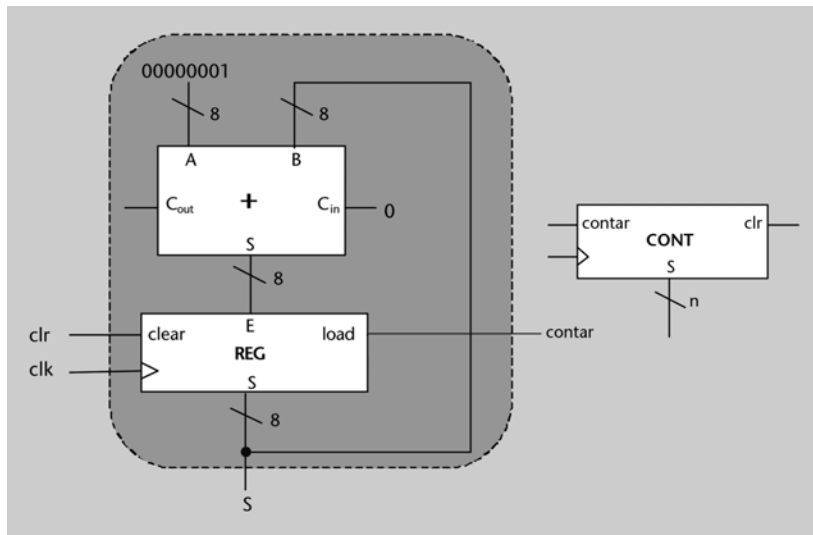 00000001
8
8
A
B
Cout
+
Cin
0
S
8
clr
clk
clear
E
load
REG
S
contar
8
S
contar
CONT
clr
S
n